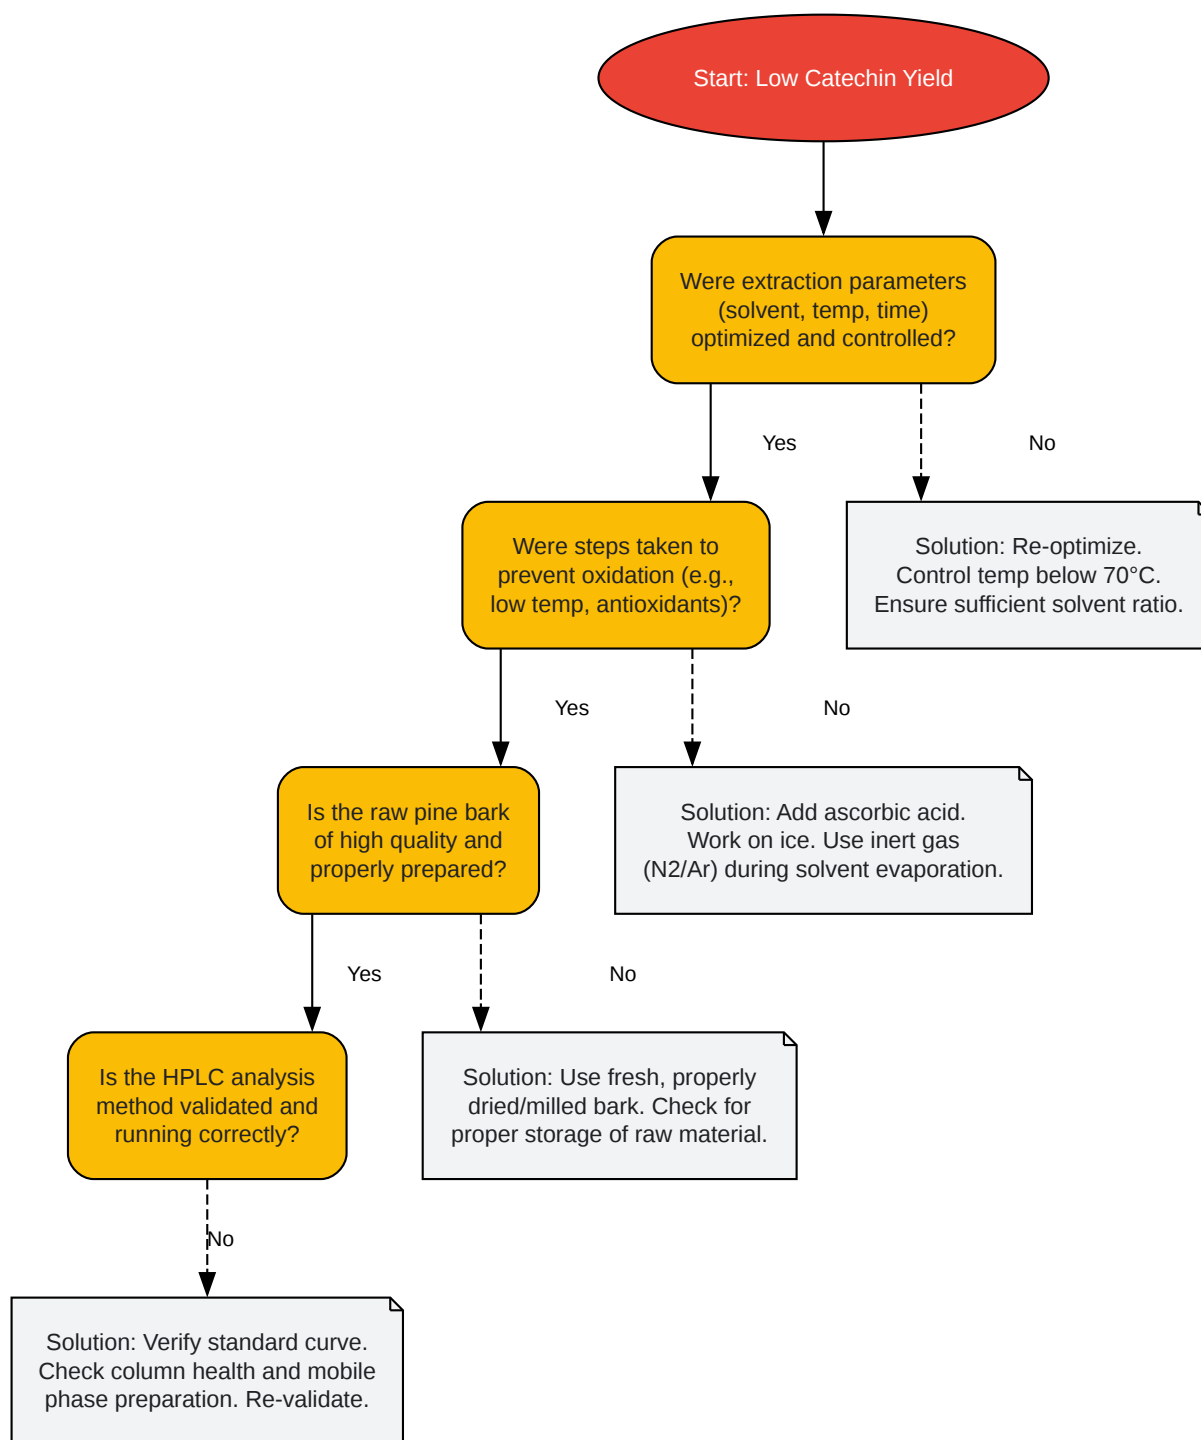 Start: Low Catechin Yield
Were extraction parameters
(solvent, temp, time)
optimized and controlled?
Yes
No
Were steps taken to
prevent oxidation (e.g.,
low temp, antioxidants)?
Solution: Re-optimize.
Control temp below 70°C.
Ensure sufficient solvent ratio.
Yes
No
Is the raw pine bark
of high quality and
properly prepared?
Solution: Add ascorbic acid.
Work on ice. Use inert gas
(N2/Ar) during solvent evaporation.
Yes
No
Is the HPLC analysis
method validated and
running correctly?
Solution: Use fresh, properly
dried/milled bark. Check for
proper storage of raw material.
No
Solution: Verify standard curve.
Check column health and mobile
phase preparation. Re-validate.